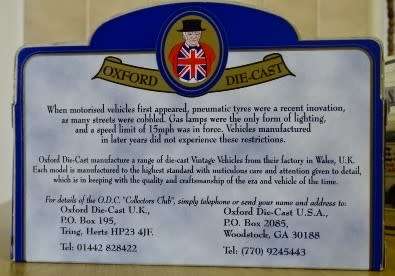 OXFORD DIE-CAST
When motorised vehicles first appeared, pneumatic tyres were a recent inovation,
as many streets were cobbled. Gas lamps were the only form of lighting,
and a speed limit of 15mph was in force. Vehicles manufactured
in later years did not experience these restrictions.
Oxford Die-Cast manufacture a range of die-cast Vintage Vehicles from their factory in Wales, U.K.
Each model is manufactured to the highest standard with meticulous care and attention given to detail,
which is in keeping with the quality and craftsmanship of the era and vehicle of the time.
For details of the O.D.C. "Collectors Club", simply telephone or send your name and address to:
Oxford Die-Cast U.K.,
P.O. Box 195,
Tring, Herts HP23 4JF.
Tel: 01442 828422
Oxford Die-Cast U.S.A.,
P.O. Box 2085,
Woodstock, GA 30188
Tel: (770) 9245443